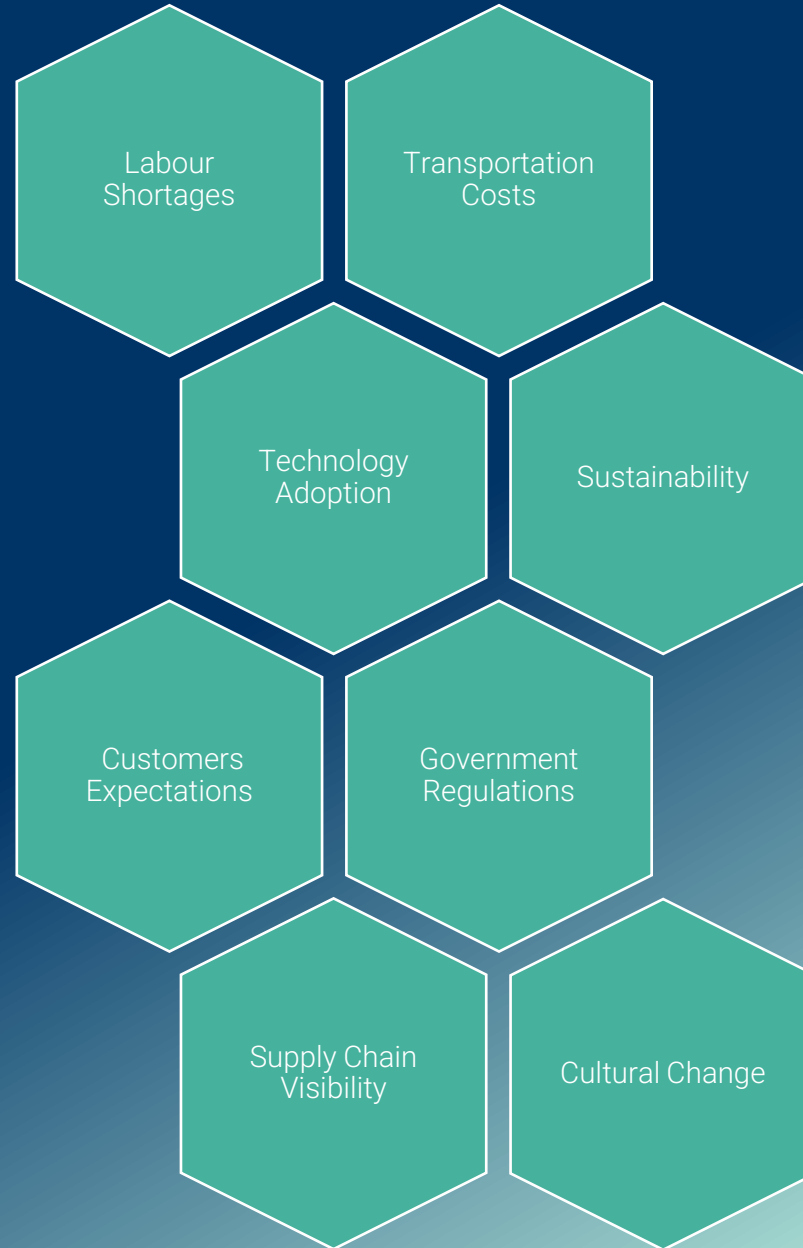 Labour
Shortages
Transportation
Costs
Technology
Adoption
Sustainability
Customers
Expectations
Government
Regulations
Supply Chain
Visibility
Cultural Change